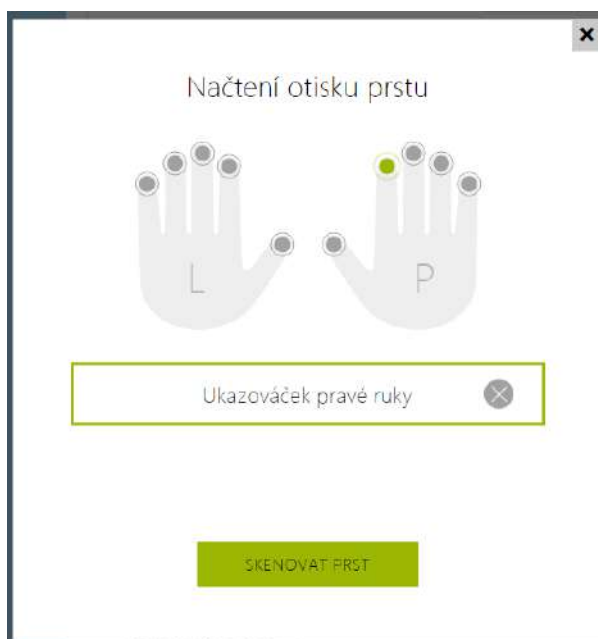 Načtení otisku prstu
L
P
Ukazováček pravé ruky
SKENOVAT PRST